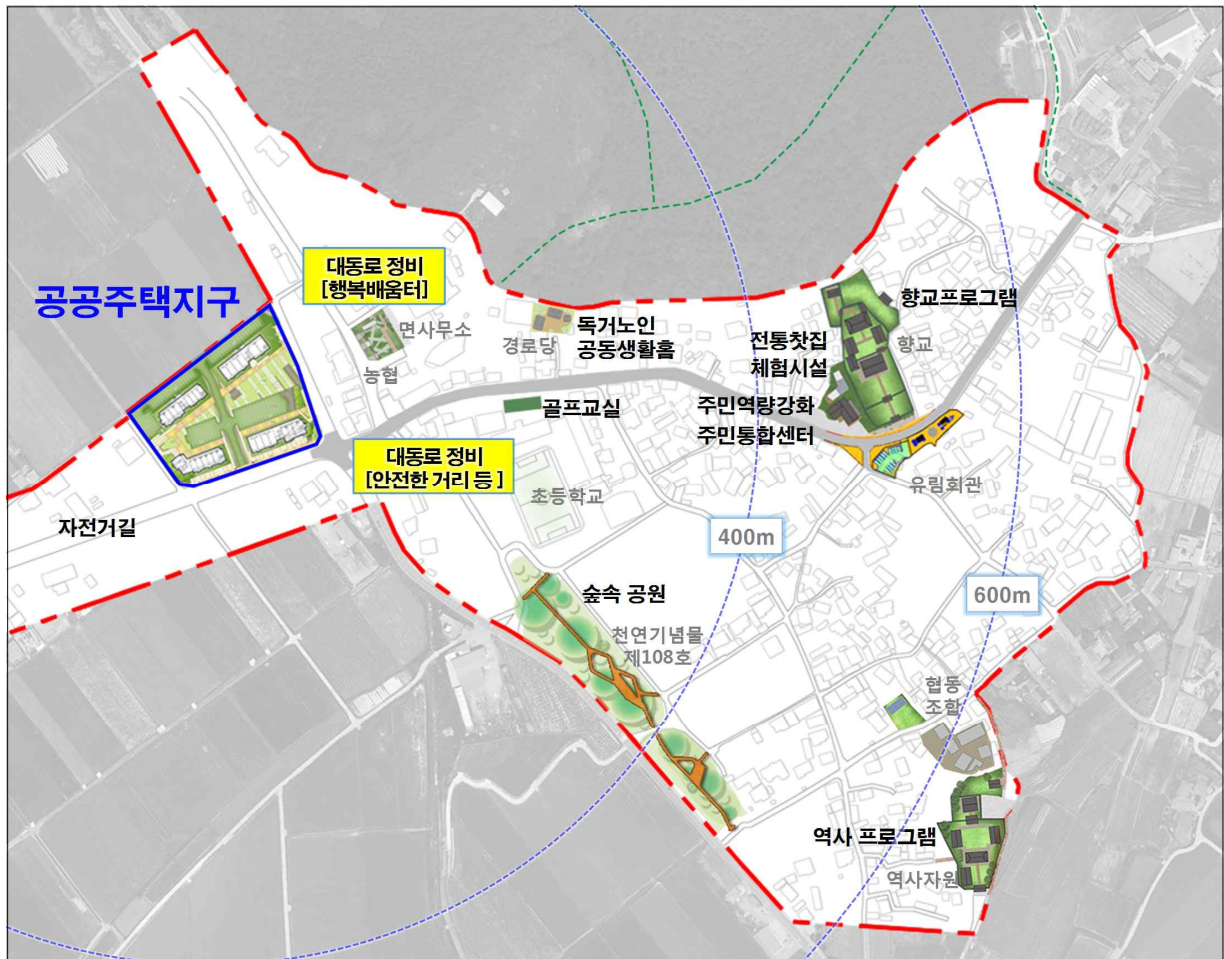 대동로 정비
[행복배움터]
공공주택지구
면사무소
농협
경로당
독거노인
공동생활홈
향교프로그램
전통찻집
체험시설
향교
골프교실
주민역량강화
주민통합센터
대동로 정비
[안전한 거리 등 ]
초등학교
유림회관
자전거길
400m
숲속 공원
600m
천연기념물
제108호
협동
조합
역사 프로그램
역사자원